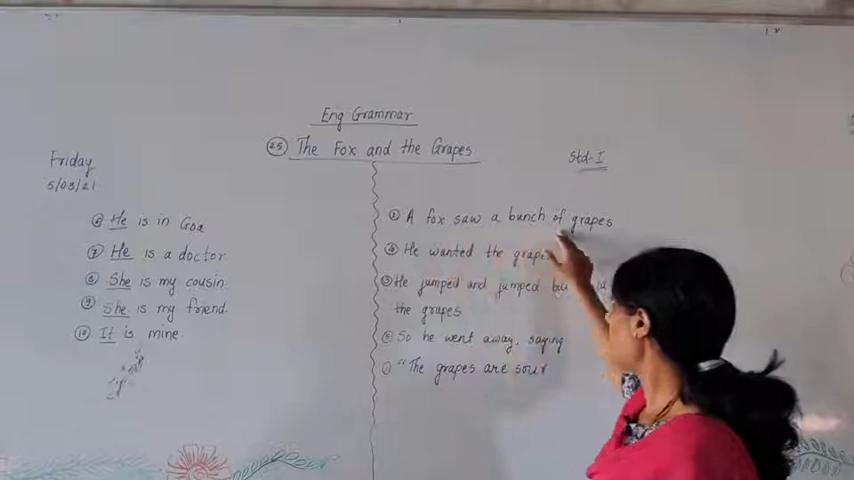 Eng Grammar
25 The Fox and the Grapes
Std-I
Friday
5/03/21
6 He is in Goa
7 He is a doctor
8 She is my cousin
9 She is my friend.
10 It is mine.
2 A fox saw a bunch of grapes
4 He wanted the grapes
3 He jumped and jumped
the grapes
5 So he went away, saying
1 "The grapes are sour